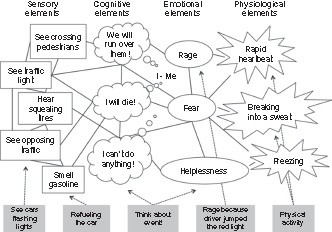 Sensory elements
Cognitive elements
Emotional elements
Physiological elements
See crossing pedestrians
We will run over them!
Rage
Rapid heartbeat
See traffic light
I - Me
Hear squealing tires
I will die!
Fear
Breaking into a sweat
See opposing traffic
I can't do anything!
Freezing
Smell gasoline
Helplessness
See cars flashing lights
Refueling the car
Think about event!
Rage because driver jumped the red light
Physical activity